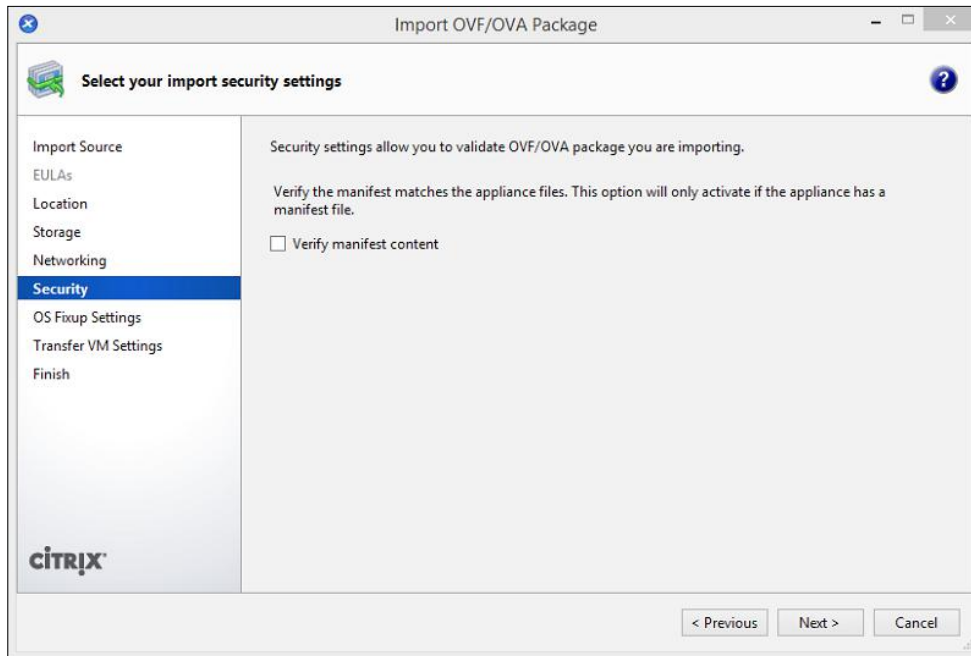 Import OVF/OVA Package
Select your import security settings
?
Import Source
EULAs
Location
Storage
Networking
Security
OS Fixup Settings
Transfer VM Settings
Finish
CİTRIX
Security settings allow you to validate OVF/OVA package you are importing.
Verify the manifest matches the appliance files. This option will only activate if the appliance has a
manifest file.
Verify manifest content
< Previous
Next >
Cancel